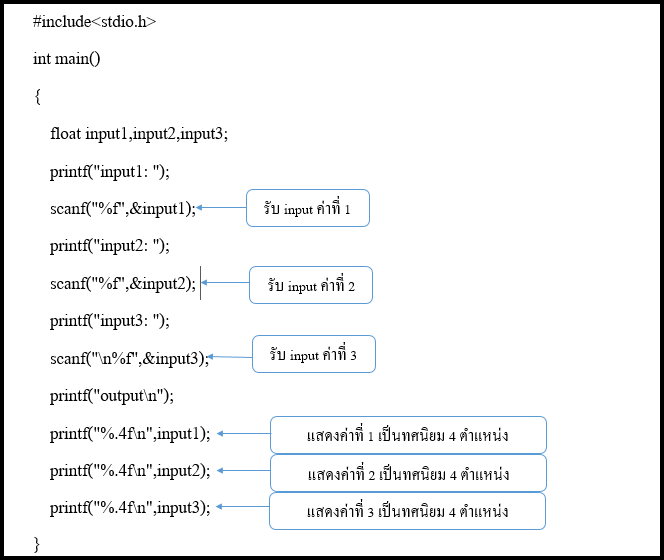 #include<stdio.h>
int main()
{
float input1,input2,input3;
printf("input1: ");
scanf("%f",&input1);
รับ input ค่าที่ 1
printf("input2: ");
scanf("%f",&input2);
รับ input ค่าที่ 2
printf("input3: ");
scanf("\n%f",&input3);
รับ input ค่าที่ 3
printf("output\n");
printf("%.4f\n",input1);
แสดงค่าที่ 1 เป็นทศนิยม 4 ตำแหน่ง
printf("%.4f\n",input2);
แสดงค่าที่ 2 เป็นทศนิยม 4 ตำแหน่ง
printf("%.4f\n",input3);
แสดงค่าที่ 3 เป็นทศนิยม 4 ตำแหน่ง
}